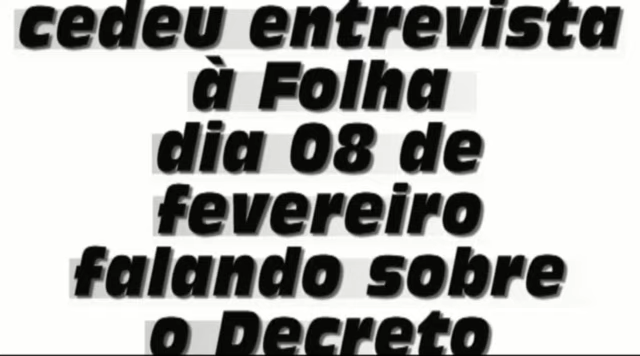 cedeu entrevista
à Folha
dia 08 de
fevereiro
falando sobre
o Decreto